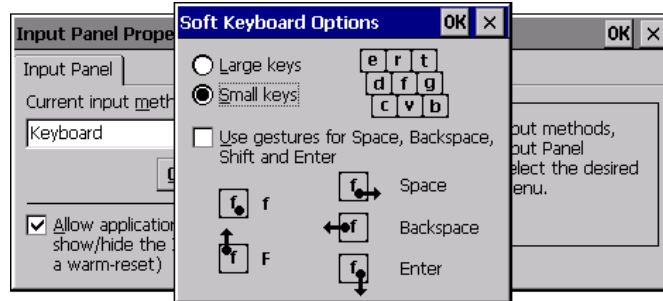 Input Panel Prope
OK
Input Panel
Current input meth
Keyboard
Allow application
show/hide the
a warm-reset)
out methods,
out Panel
elect the desired
enu.
Soft Keyboard Options
OK
Large keys
Small keys
e r t
d f g
c v b
Use gestures for Space, Backspace,
Shift and Enter
f f
f Space
f Backspace
f F
f Enter